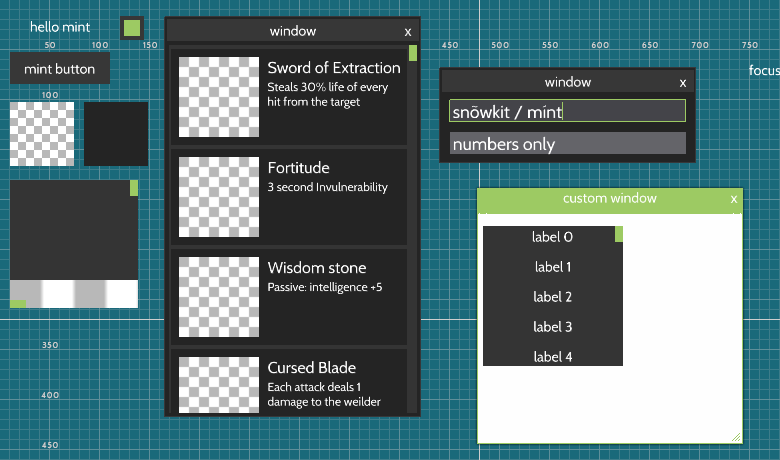 hello mint
50
100
150
mint button
100
350
400
450
window
x
Sword of Extraction
Steals 30% life of every
hit from the target
Fortitude
3 second Invulnerability
Wisdom stone
Passive: intelligence +5
Cursed Blade
Each attack deals 1
damage to the weilder
450
500
550
600
650
700
750
focus
window
x
snōwkit / mínt
numbers only
custom window
x
label 0
label 1
label 2
label 3
label 4